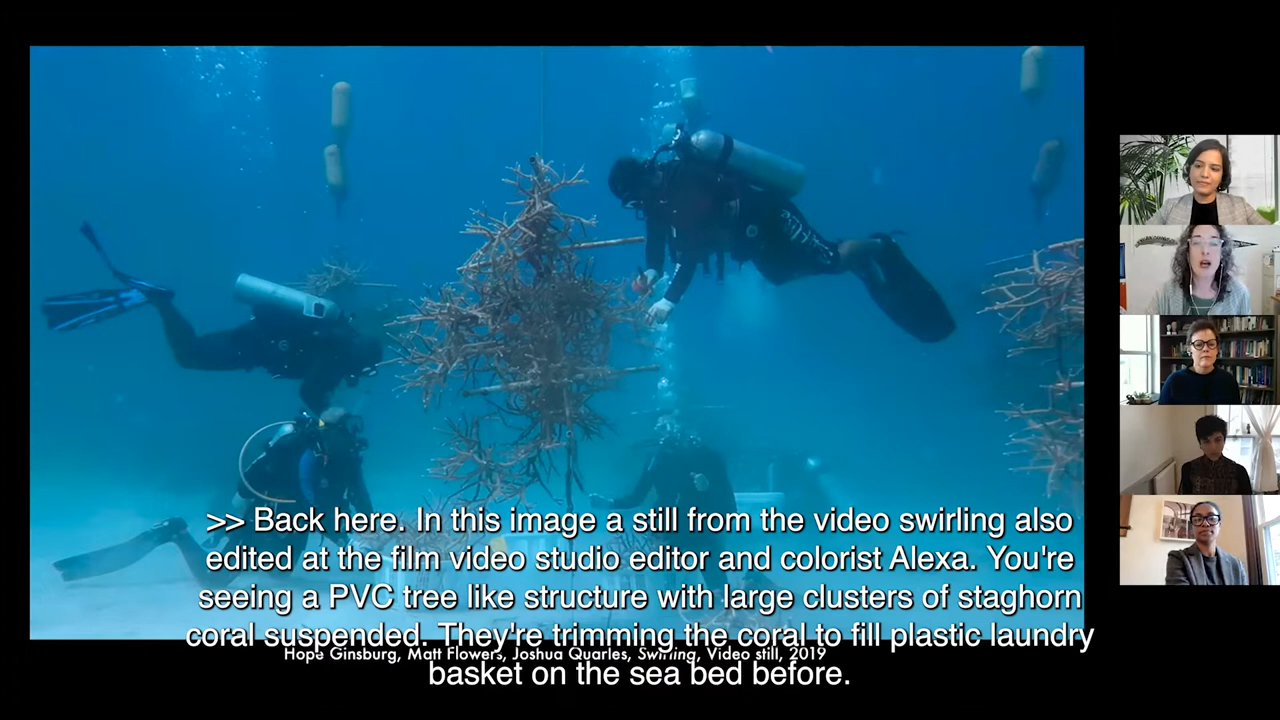 >> Back here. In this image a still from the video swirling also
edited at the film video studio editor and colorist Alexa. You're
seeing a PVC tree like structure with large clusters of staghorn
coral suspended. They're trimming the coral to fill plastic laundry
Hope Ginsburg, Matt Flowers, Joshua Quarles, Swirling, Video still, 2019
basket on the sea bed before.